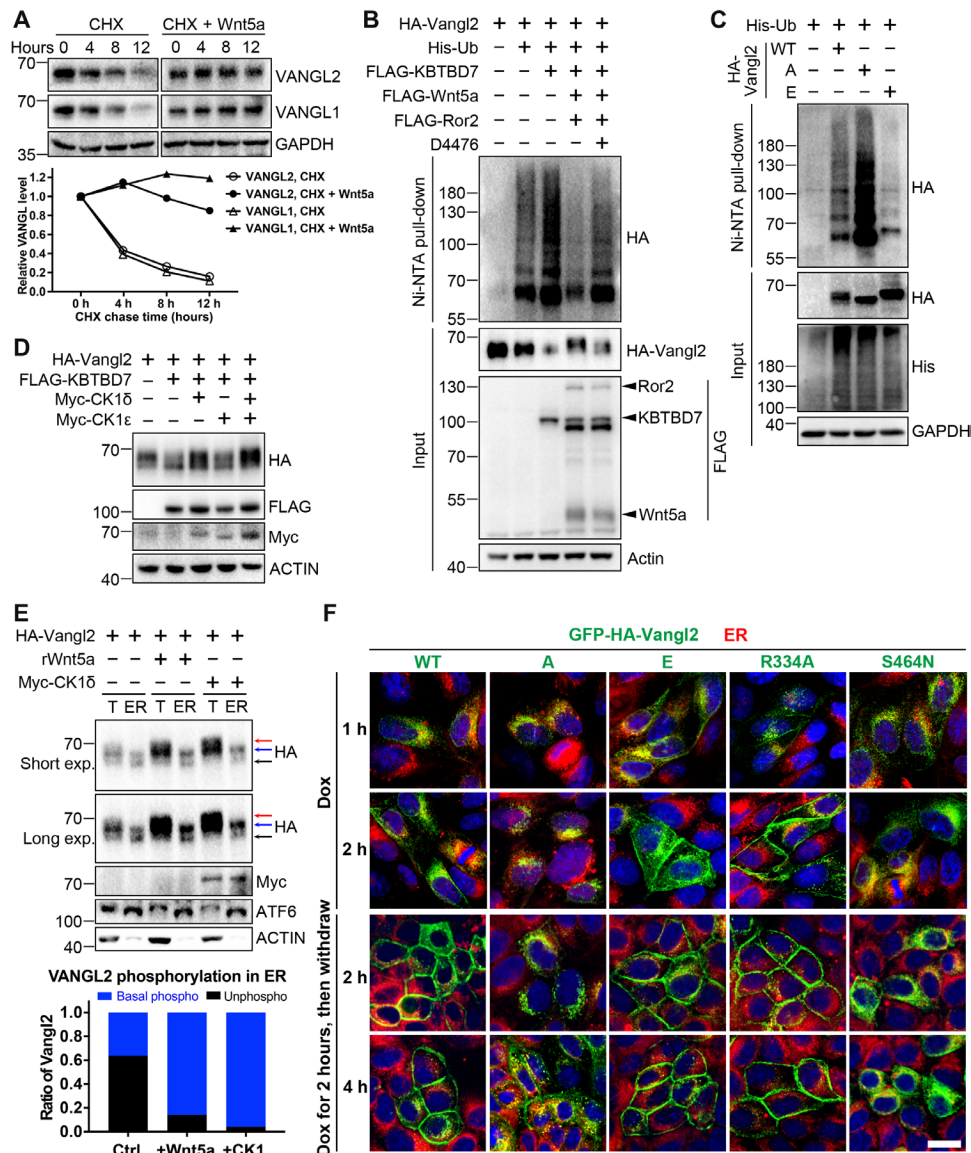 A
CHX CHX + Wnt5a
Hours 0 4 8 12 0 4 8 12
70 VANGL2
70 VANGL1
35 GAPDH
Relative VANGL level
1.2
1.0
0.8
0.6
0.4
0.2
0.0
VANGL2, CHX
VANGL2, CHX + Wnt5a
VANGL1, CHX
VANGL1, CHX + Wnt5a
0 h 4 h 8 h 12 h
CHX chase time (hours)
B
HA-Vangl2 + + + + +
His-Ub – + + + +
FLAG-KBTBD7 – – + + +
FLAG-Wnt5a – – – + +
FLAG-Ror2 – – – + +
D4476 – – – – +
Ni-NTA pull-down
180
130
100
70
55
HA
70 HA-Vangl2
Input
130 Ror2
100 KBTBD7
70
55
Wnt5a
FLAG
40 Actin
C
His-Ub – + + +
HA-Vangl2
WT – + – –
A – – + –
E – – – +
Ni-NTA pull-down
180
130
100
70
55
HA
Input
70 HA
180
130
100
His
40 GAPDH
D
HA-Vangl2 + + + + +
FLAG-KBTBD7 – + + + +
Myc-CK1δ – – + – +
Myc-CK1ε – – – + +
70 HA
100 FLAG
70 Myc
40 ACTIN
E
HA-Vangl2 + + + + + +
rWnt5a – – + + – –
Myc-CK1δ – – – – + +
T ER T ER T ER
70 HA
Short exp.
70 HA
Long exp.
70 Myc
100 ATF6
40 ACTIN
VANGL2 phosphorylation in ER
Basal phospho Unphospho
Ratio of Vangl2
1.0
0.8
0.6
0.4
0.2
0.0
Ctrl +Wnt5a +CK1
F
GFP-HA-Vangl2 ER
WT A E R334A S464N
Dox
1 h
2 h
Dox for 2 hours, then withdraw
2 h
4 h